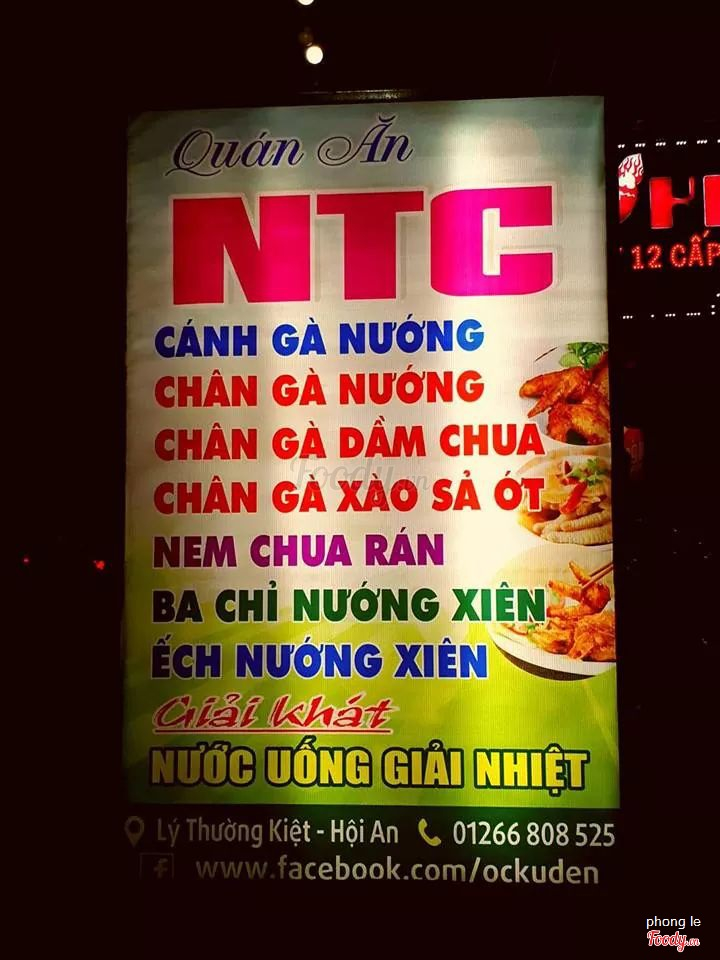 Quán Ăn
NTC
CÁNH GÀ NƯỚNG
CHÂN GÀ NƯỚNG
CHÂN GÀ DẦM CHUA
CHÂN GÀ XÀO SẢ ỚT
NEM CHUA RÁN
BA CHỈ NƯỚNG XIÊN
ẾCH NƯỚNG XIÊN
Giải khát
NƯỚC UỐNG GIẢI NHIỆT
Lý Thường Kiệt - Hội An 01266 808 525
f www.facebook.com/ockuden
12 CẤP
Foody.vn
phong le
Foody.vn